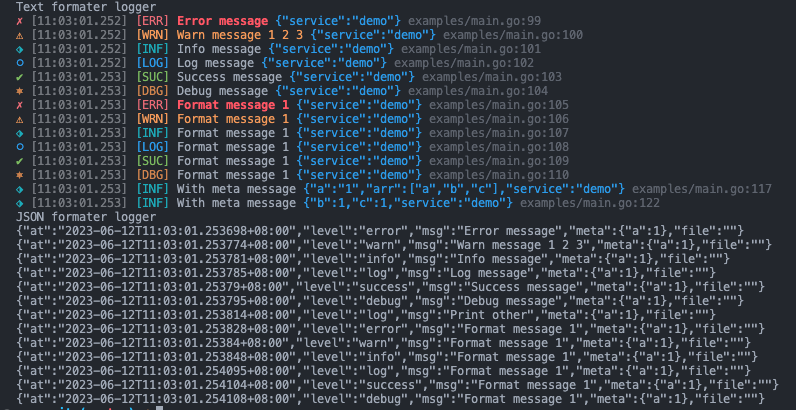 Text formater logger
✗ [11:03:01.252] [ERR] Error message {"service":"demo"} examples/main.go:99
⚠ [11:03:01.252] [WRN] Warn message 1 2 3 {"service":"demo"} examples/main.go:100
⬗ [11:03:01.252] [INF] Info message {"service":"demo"} examples/main.go:101
○ [11:03:01.252] [LOG] Log message {"service":"demo"} examples/main.go:102
✔ [11:03:01.253] [SUC] Success message {"service":"demo"} examples/main.go:103
✱ [11:03:01.253] [DBG] Debug message {"service":"demo"} examples/main.go:104
✗ [11:03:01.253] [ERR] Format message 1 {"service":"demo"} examples/main.go:105
⚠ [11:03:01.253] [WRN] Format message 1 {"service":"demo"} examples/main.go:106
⬗ [11:03:01.253] [INF] Format message 1 {"service":"demo"} examples/main.go:107
○ [11:03:01.253] [LOG] Format message 1 {"service":"demo"} examples/main.go:108
✔ [11:03:01.253] [SUC] Format message 1 {"service":"demo"} examples/main.go:109
✱ [11:03:01.253] [DBG] Format message 1 {"service":"demo"} examples/main.go:110
⬗ [11:03:01.253] [INF] With meta message {"a":"1","arr":["a","b","c"],"service":"demo"} examples/main.go:117
⬗ [11:03:01.253] [INF] With meta message {"b":1,"c":1,"service":"demo"} examples/main.go:122
JSON formater logger
{"at":"2023-06-12T11:03:01.253698+08:00","level":"error","msg":"Error message","meta":{"a":1},"file":""}
{"at":"2023-06-12T11:03:01.253774+08:00","level":"warn","msg":"Warn message 1 2 3","meta":{"a":1},"file":""}
{"at":"2023-06-12T11:03:01.253781+08:00","level":"info","msg":"Info message","meta":{"a":1},"file":""}
{"at":"2023-06-12T11:03:01.253785+08:00","level":"log","msg":"Log message","meta":{"a":1},"file":""}
{"at":"2023-06-12T11:03:01.25379+08:00","level":"success","msg":"Success message","meta":{"a":1},"file":""}
{"at":"2023-06-12T11:03:01.253795+08:00","level":"debug","msg":"Debug message","meta":{"a":1},"file":""}
{"at":"2023-06-12T11:03:01.253814+08:00","level":"log","msg":"Print other","meta":{"a":1},"file":""}
{"at":"2023-06-12T11:03:01.253828+08:00","level":"error","msg":"Format message 1","meta":{"a":1},"file":""}
{"at":"2023-06-12T11:03:01.25384+08:00","level":"warn","msg":"Format message 1","meta":{"a":1},"file":""}
{"at":"2023-06-12T11:03:01.253848+08:00","level":"info","msg":"Format message 1","meta":{"a":1},"file":""}
{"at":"2023-06-12T11:03:01.254095+08:00","level":"log","msg":"Format message 1","meta":{"a":1},"file":""}
{"at":"2023-06-12T11:03:01.254104+08:00","level":"success","msg":"Format message 1","meta":{"a":1},"file":""}
{"at":"2023-06-12T11:03:01.254108+08:00","level":"debug","msg":"Format message 1","meta":{"a":1},"file":""}